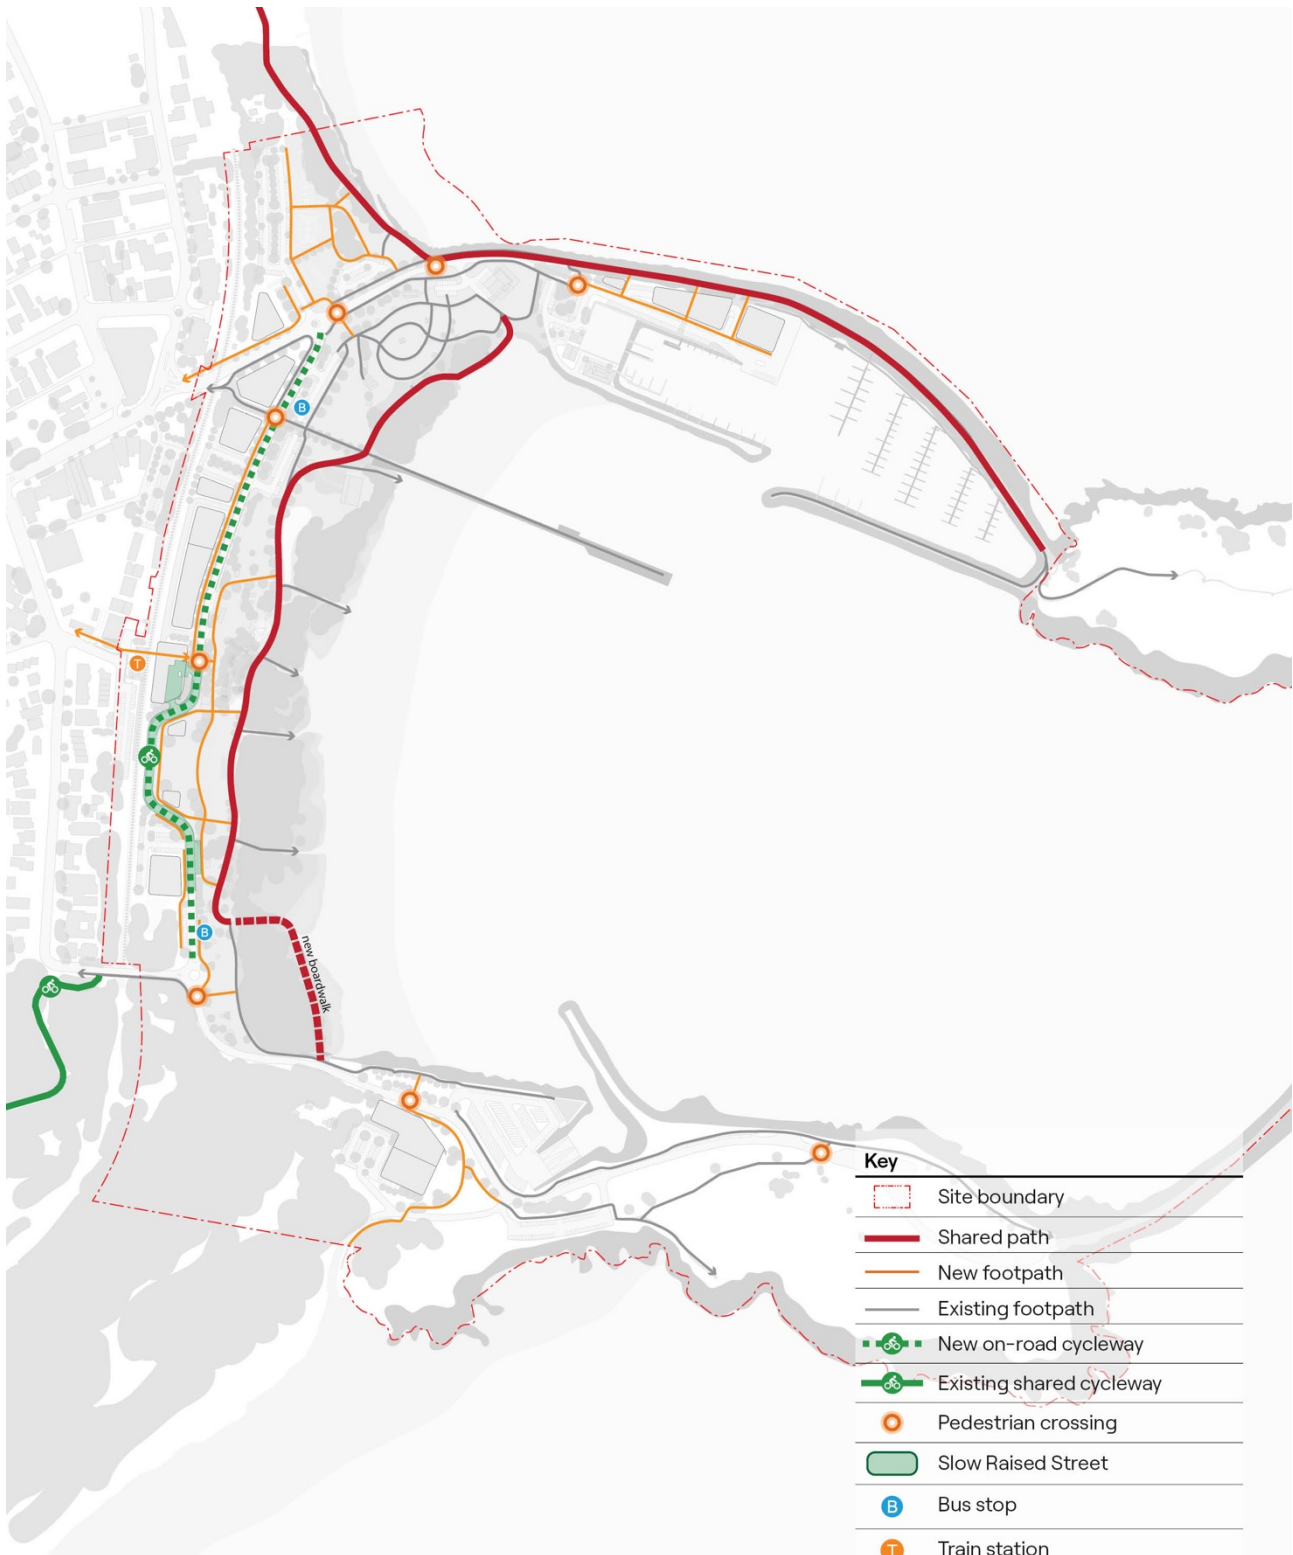 B
T
B
new boardwalk
Key
Site boundary
Shared path
New footpath
Existing footpath
New on-road cycleway
Existing shared cycleway
Pedestrian crossing
Slow Raised Street
B Bus stop
T Train station